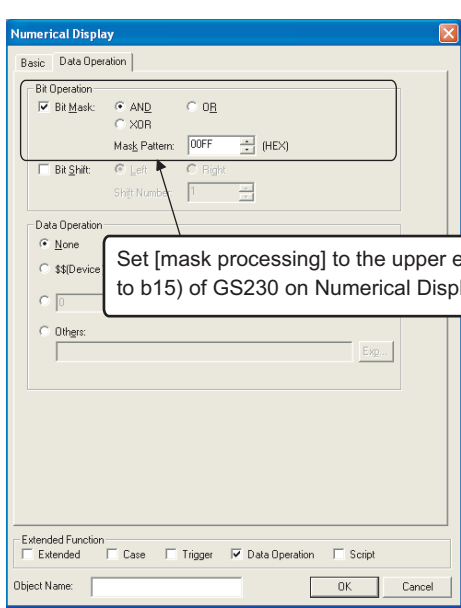 Numerical Display
Basic Data Operation
Bit Operation
Bit Mask: AND OR
XOR
Mask Pattern: 00FF (HEX)
Bit Shift: Left Right
Shift Number: 1
Data Operation
None
$$(Device
0
Others:
Exp...
Set [mask processing] to the upper e
to b15) of GS230 on Numerical Disp
Extended Function
Extended Case Trigger Data Operation Script
Object Name: OK Cancel